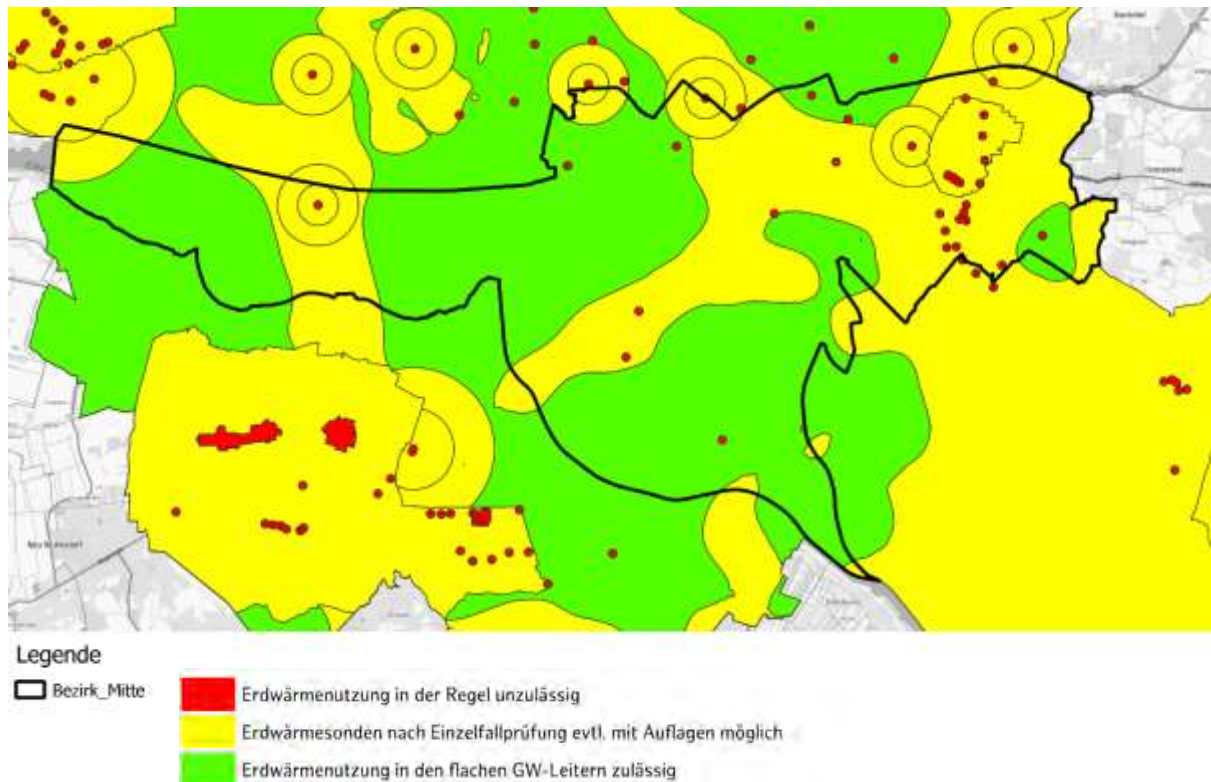 Legende
Bezirk_Mitte
Erdwärmenutzung in der Regel unzulässig
Erdwärmesonden nach Einzelfallprüfung evtl. mit Auflagen möglich
Erdwärmenutzung in den flachen GW-Leitern zulässig